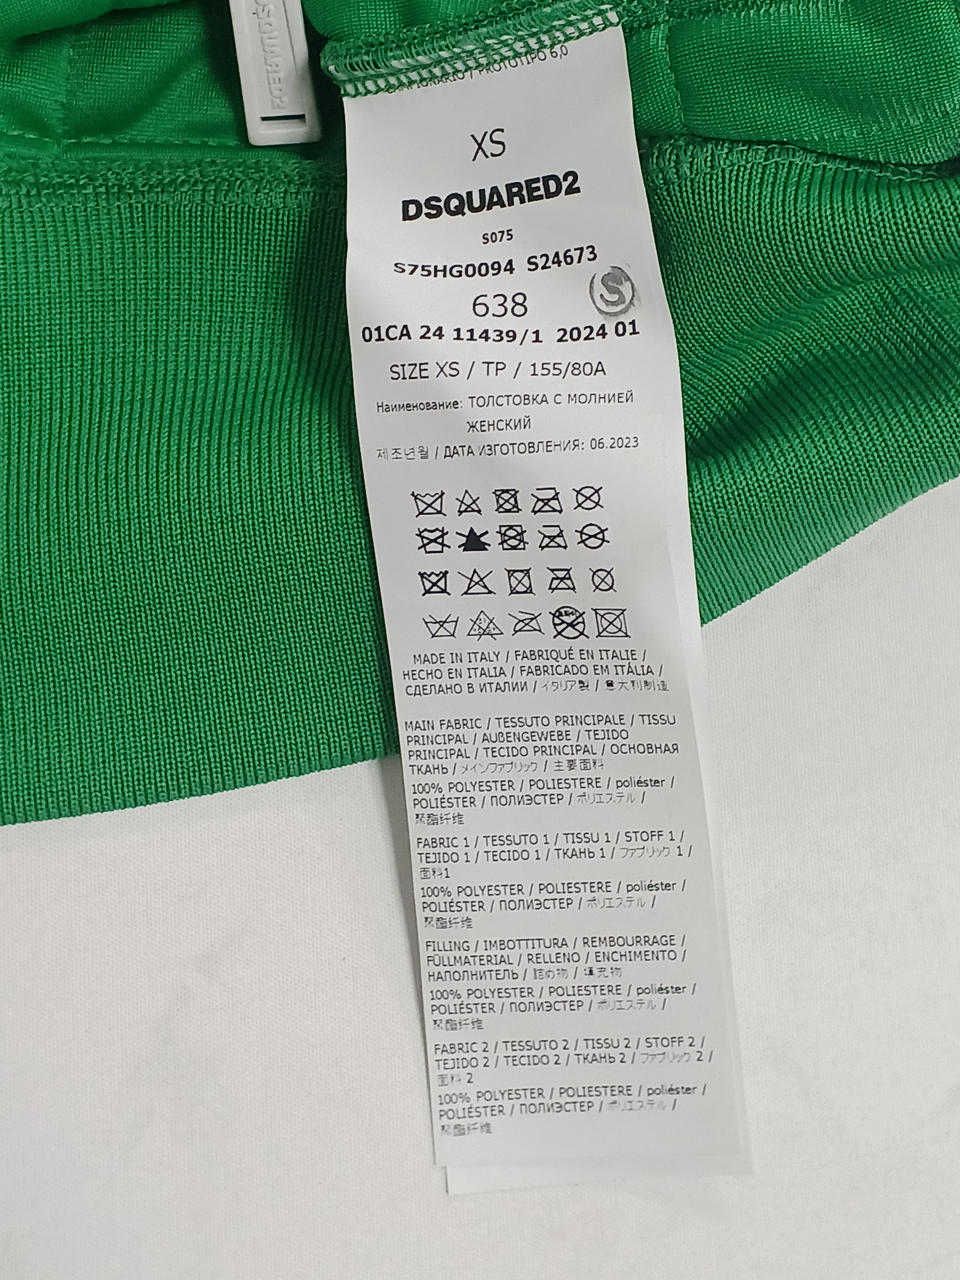 DSQUARED2
CAMPIONARIO / PROTOTIPO 6,0
XS
DSQUARED2
S075
S75HG0094 S24673
638
S
01CA 24 11439/1 2024 01
SIZE XS / TP / 155/80A
Наименование: ТОЛСТОВКА С МОЛНИЕЙ
ЖЕНСКИЙ
제조년월 / ДАТА ИЗГОТОВЛЕНИЯ: 06.2023
MADE IN ITALY / FABRIQUÉ EN ITALIE /
HECHO EN ITALIA / FABRICADO EM ITÁLIA /
СДЕЛАНО В ИТАЛИИ / イタリア製 / 意大利制造
MAIN FABRIC / TESSUTO PRINCIPALE / TISSU
PRINCIPAL / AUßENGEWEBE / TEJIDO
PRINCIPAL / TECIDO PRINCIPAL / ОСНОВНАЯ
ТКАНЬ / メインファブリック / 主要面料
100% POLYESTER / POLIESTERE / poliéster /
POLIÉSTER / ПОЛИЭСТЕР / ポリエステル /
聚酯纤维
FABRIC 1 / TESSUTO 1 / TISSU 1 / STOFF 1 /
TEJIDO 1 / TECIDO 1 / ТКАНЬ 1 / ファブリック 1 /
面料1
100% POLYESTER / POLIESTERE / poliéster /
POLIÉSTER / ПОЛИЭСТЕР / ポリエステル /
聚酯纤维
FILLING / IMBOTTITURA / REMBOURRAGE /
FÜLLMATERIAL / RELLENO / ENCHIMENTO /
НАПОЛНИТЕЛЬ / 詰め物 / 填充物
100% POLYESTER / POLIESTERE / poliéster /
POLIÉSTER / ПОЛИЭСТЕР / ポリエステル /
聚酯纤维
FABRIC 2 / TESSUTO 2 / TISSU 2 / STOFF 2 /
TEJIDO 2 / TECIDO 2 / ТКАНЬ 2 / ファブリック 2 /
面料 2
100% POLYESTER / POLIESTERE / poliéster /
POLIÉSTER / ПОЛИЭСТЕР / ポリエステル /
聚酯纤维